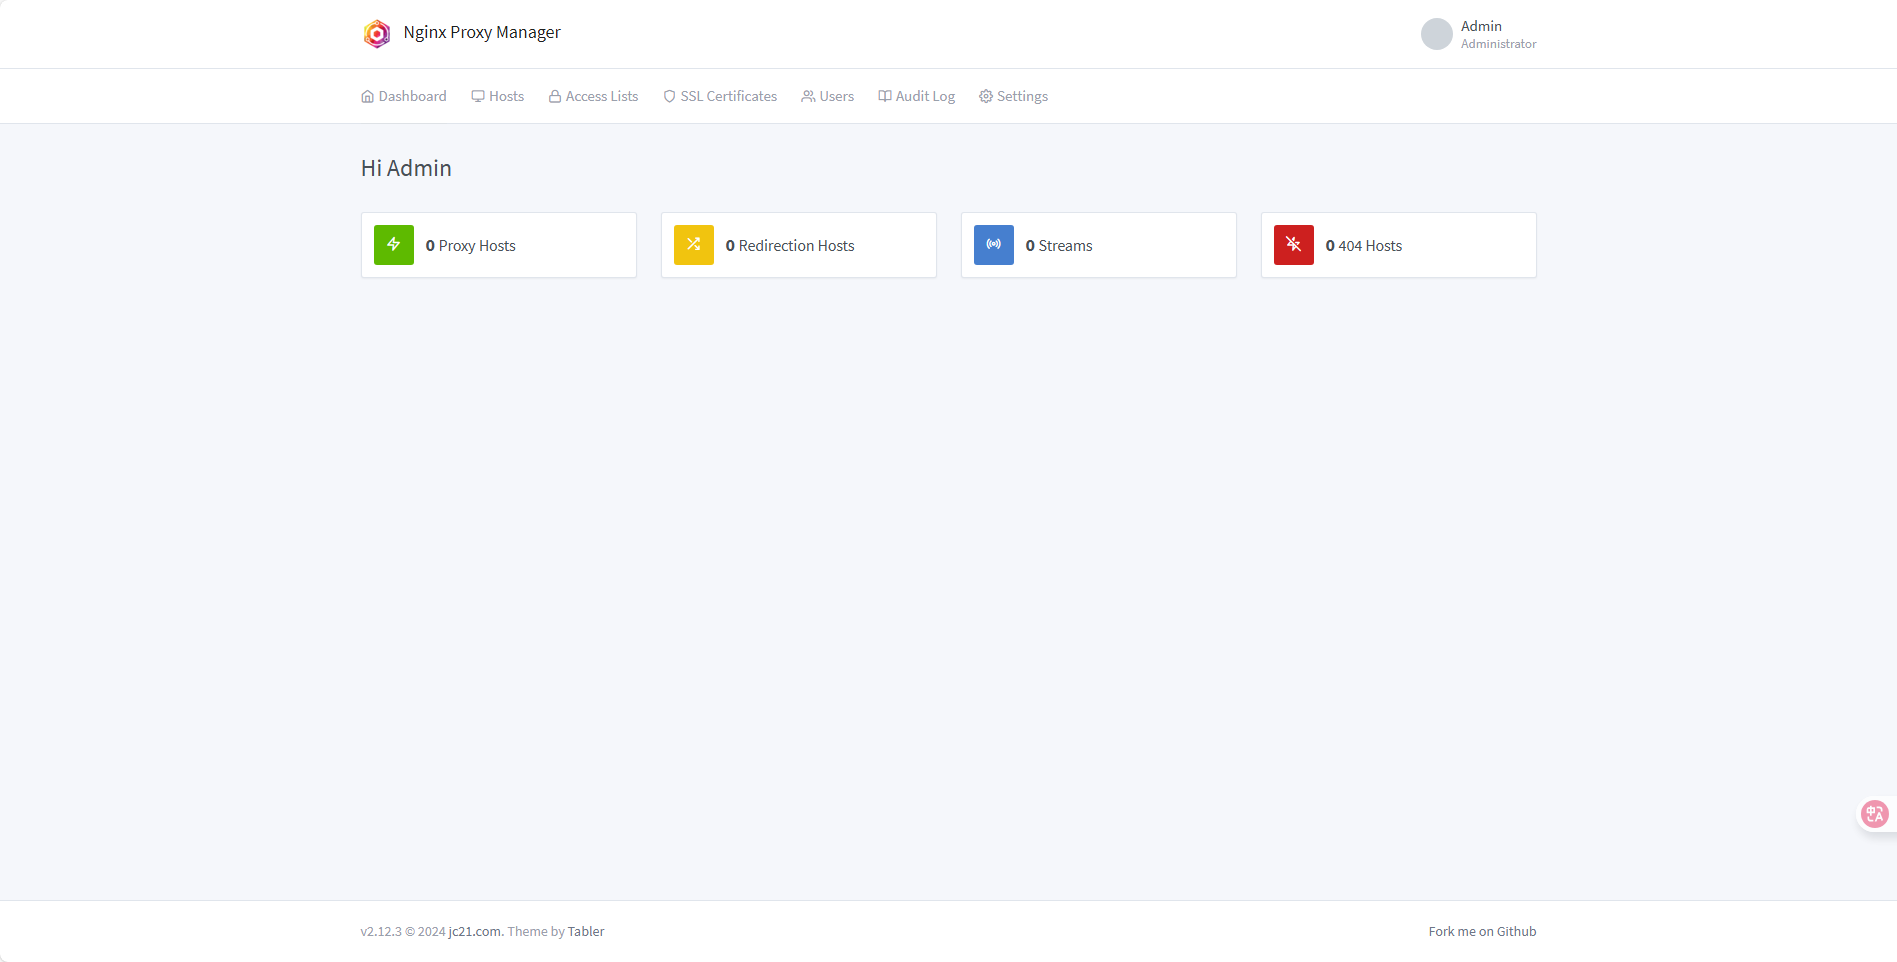 Nginx Proxy Manager
Admin
Administrator
Dashboard Hosts Access Lists SSL Certificates Users Audit Log Settings
Hi Admin
0 Proxy Hosts
0 Redirection Hosts
0 Streams
0 404 Hosts
中 A
v2.12.3 © 2024 jc21.com. Theme by Tabler
Fork me on Github